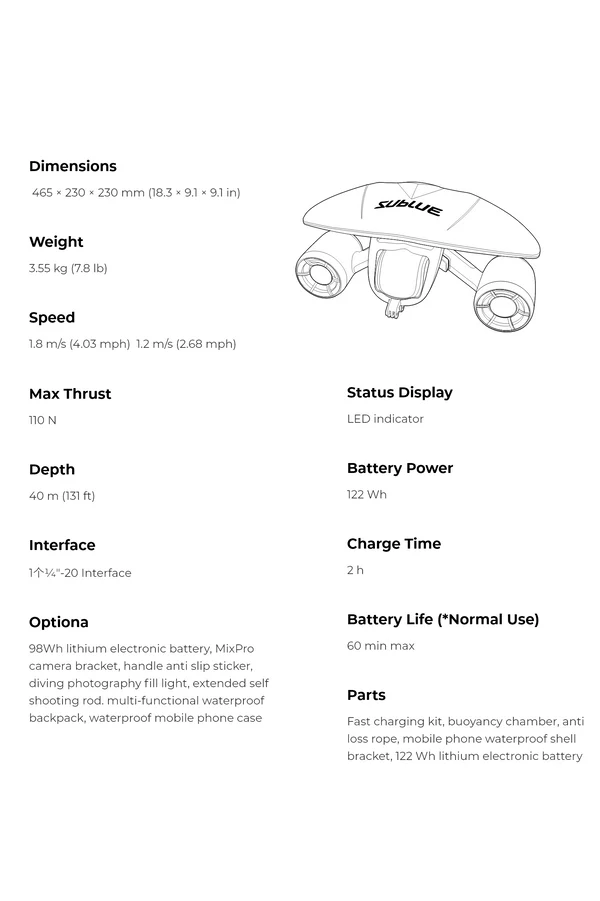 Dimensions
465 × 230 × 230 mm (18.3 × 9.1 × 9.1 in)
Weight
3.55 kg (7.8 lb)
Speed
1.8 m/s (4.03 mph)  1.2 m/s (2.68 mph)
Max Thrust
110 N
Depth
40 m (131 ft)
Interface
1个¼"-20 Interface
Optiona
98Wh lithium electronic battery, MixPro
camera bracket, handle anti slip sticker,
diving photography fill light, extended self
shooting rod. multi-functional waterproof
backpack, waterproof mobile phone case
SUBLUE
Status Display
LED indicator
Battery Power
122 Wh
Charge Time
2 h
Battery Life (*Normal Use)
60 min max
Parts
Fast charging kit, buoyancy chamber, anti
loss rope, mobile phone waterproof shell
bracket, 122 Wh lithium electronic battery